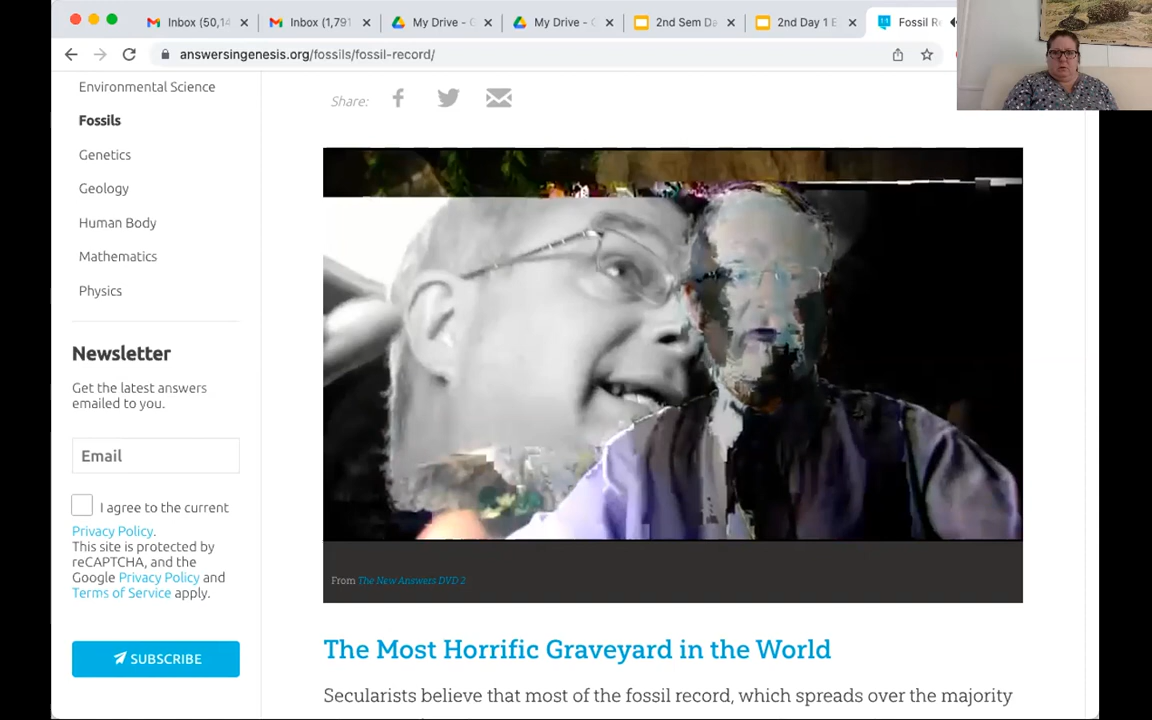 Inbox (50,14
Inbox (1,791
My Drive - G
My Drive - G
2nd Sem Da
2nd Day 1 E
Fossil Re
answersingenesis.org/fossils/fossil-record/
Environmental Science
Fossils
Genetics
Geology
Human Body
Mathematics
Physics
Newsletter
Get the latest answers
emailed to you.
Email
I agree to the current
Privacy Policy.
This site is protected by
reCAPTCHA, and the
Google Privacy Policy and
Terms of Service apply.
SUBSCRIBE
Share:
From The New Answers DVD 2
The Most Horrific Graveyard in the World
Secularists believe that most of the fossil record, which spreads over the majority